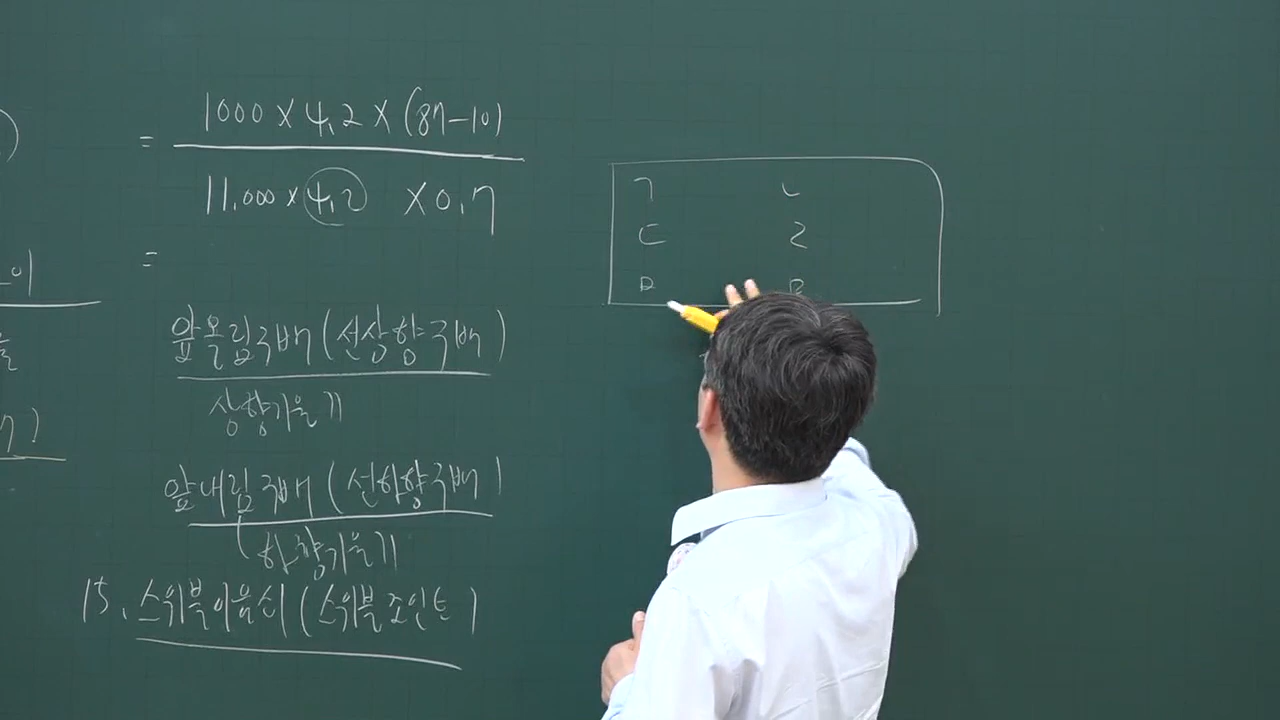 = 1000 × 4.2 × (87-10)
11.000 × 4.2 × 0.7
=
앞올림구배(선상향구배)
상향기울기
앞내림구배(선하향구배)
하향기울기
15. 스위블이음쇠(스위블조인트)
ㄱ ㄴ
ㄷ ㄹ
ㅁ ㅂ